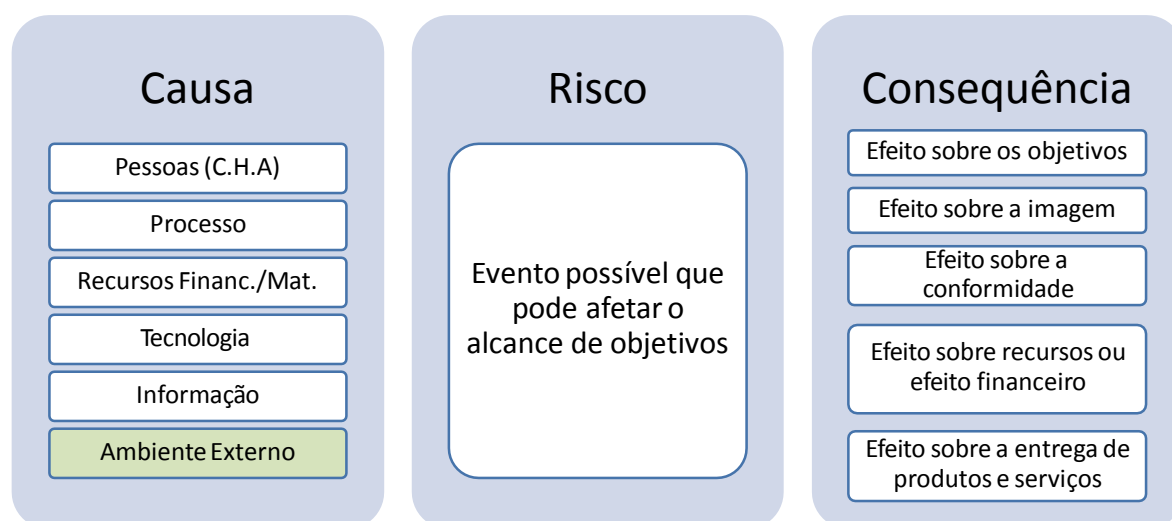 Causa
Pessoas (C.H.A)
Processo
Recursos Financ./Mat.
Tecnologia
Informação
Ambiente Externo
Risco
Evento possível que
pode afetar o
alcance de objetivos
Consequência
Efeito sobre os objetivos
Efeito sobre a imagem
Efeito sobre a
conformidade
Efeito sobre recursos ou
efeito financeiro
Efeito sobre a entrega de
produtos e serviços